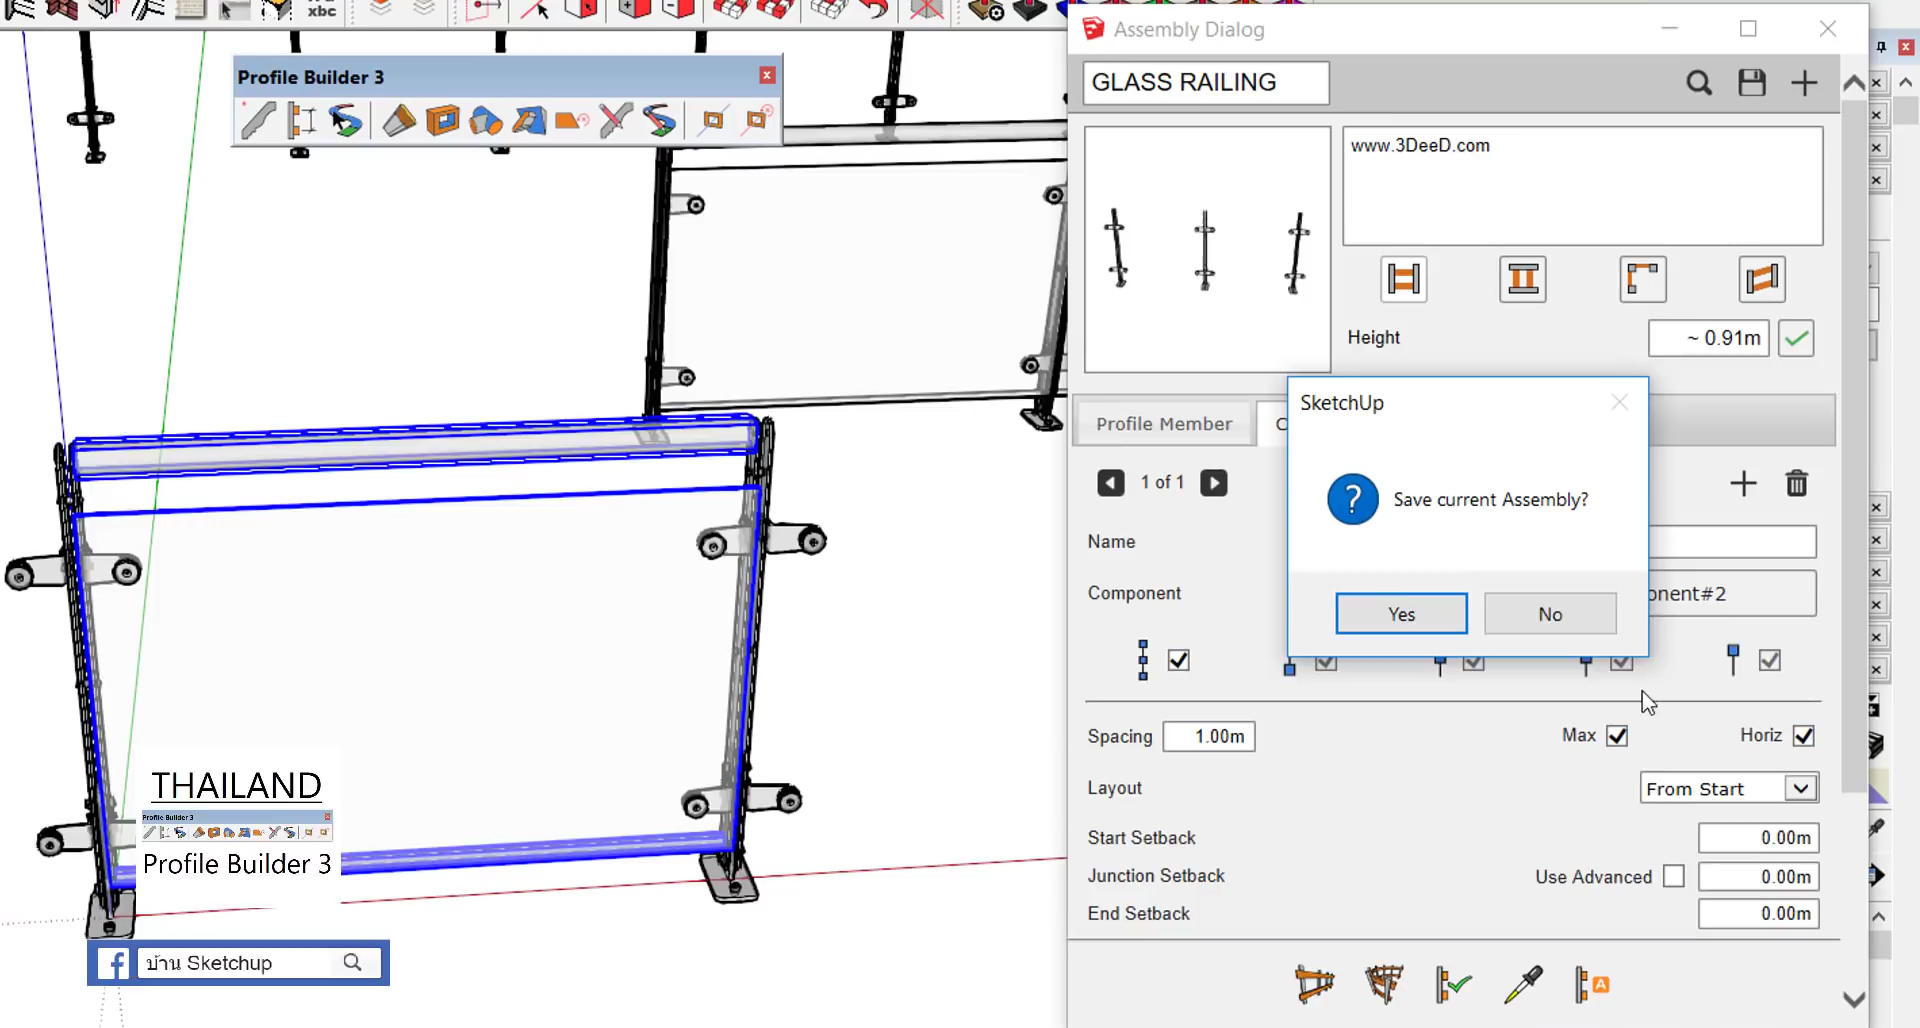 xbc
Assembly Dialog
Profile Builder 3
GLASS RAILING
www.3DeeD.com
Height
~ 0.91m
SketchUp
Profile Member
1 of 1
Save current Assembly?
Name
Component
onent#2
Yes
No
Spacing
1.00m
Max
Horiz
Layout
From Start
Start Setback
0.00m
Junction Setback
Use Advanced
0.00m
End Setback
0.00m
A
THAILAND
Profile Builder 3
Profile Builder 3
f
บ้าน Sketchup